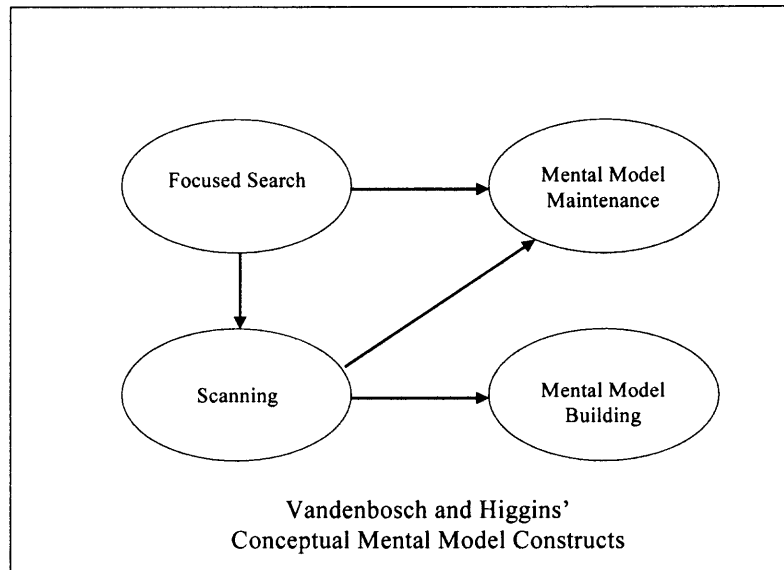 Focused Search
Mental Model
Maintenance
Scanning
Mental Model
Building
Vandenbosch and Higgins'
Conceptual Mental Model Constructs